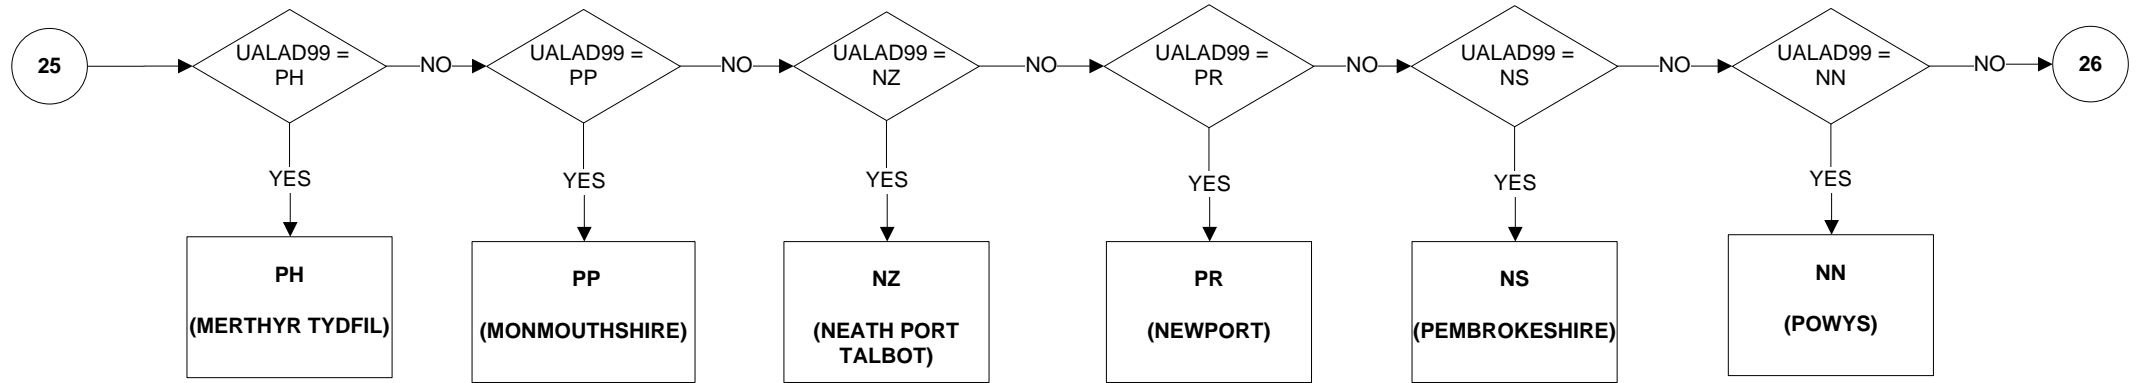 25
UALAD99 =
PH
NO
UALAD99 =
PP
NO
UALAD99 =
NZ
NO
UALAD99 =
PR
NO
UALAD99 =
NS
NO
UALAD99 =
NN
NO
26
YES
YES
YES
YES
YES
YES
PH
(MERTHYR TYDFIL)
PP
(MONMOUTHSHIRE)
NZ
(NEATH PORT
TALBOT)
PR
(NEWPORT)
NS
(PEMBROKESHIRE)
NN
(POWYS)